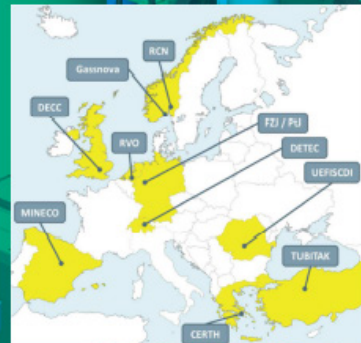 RCN
Gassnova
DECC
RVO
FZJ / PtJ
DETEC
UEFISCDI
MINECO
TUBITAK
CERTH